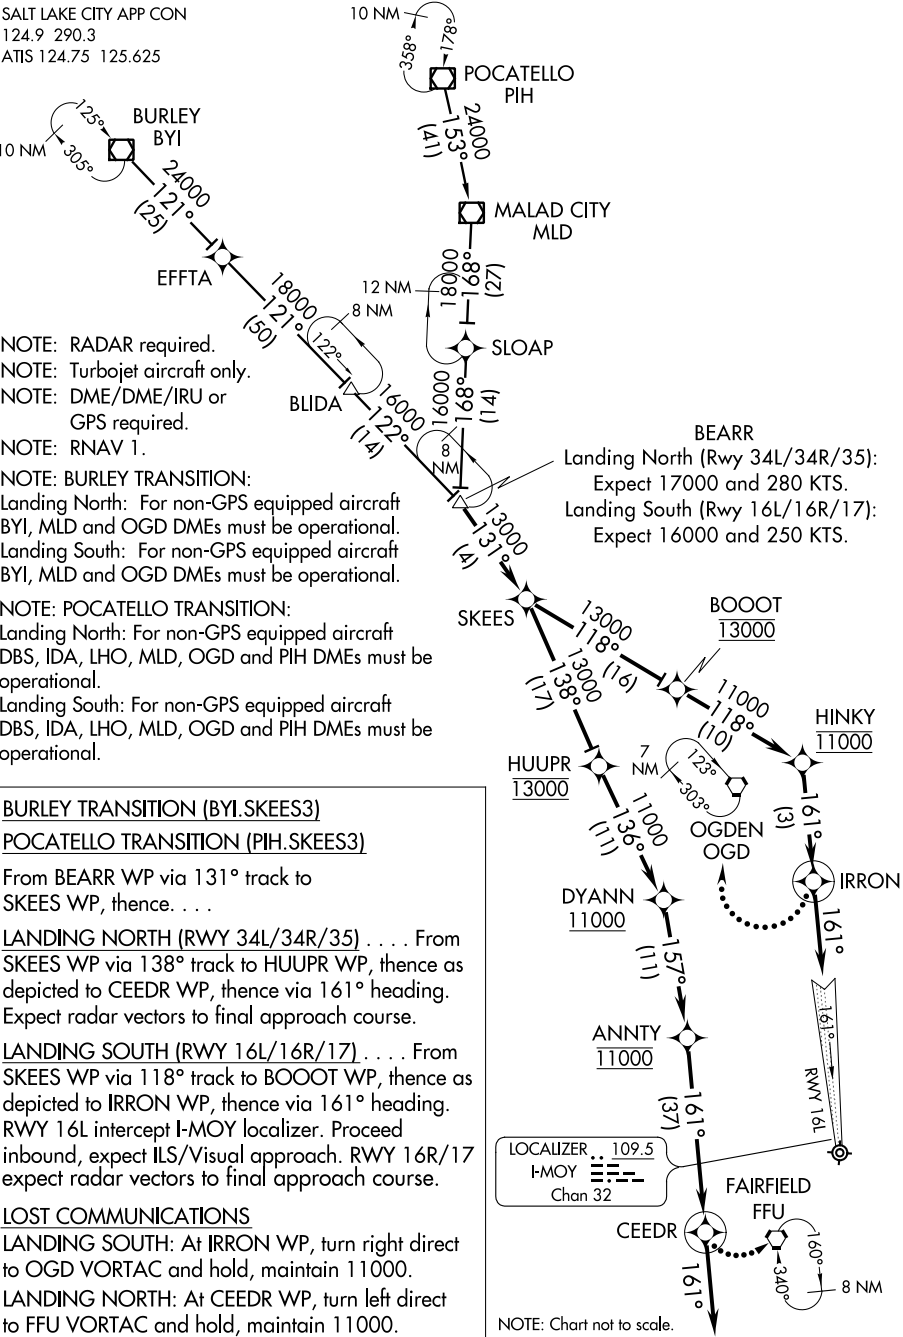 SALT LAKE CITY APP CON
124.9 290.3
ATIS 124.75 125.625
10 NM
358°
178°
POCATELLO
PIH
24000
153°
(41)
BURLEY
BYI
125°
305°
10 NM
24000
121°
(25)
MALAD CITY
MLD
EFFTA
18000
168°
(27)
12 NM
18000
121°
(50)
8 NM
122°
SLOAP
BLIDA
16000
122°
(14)
16000
168°
(14)
8
NM
NOTE: RADAR required.
NOTE: Turbojet aircraft only.
NOTE: DME/DME/IRU or
GPS required.
NOTE: RNAV 1.
NOTE: BURLEY TRANSITION:
Landing North: For non-GPS equipped aircraft
BYI, MLD and OGD DMEs must be operational.
Landing South: For non-GPS equipped aircraft
BYI, MLD and OGD DMEs must be operational.
NOTE: POCATELLO TRANSITION:
Landing North: For non-GPS equipped aircraft
DBS, IDA, LHO, MLD, OGD and PIH DMEs must be
operational.
Landing South: For non-GPS equipped aircraft
DBS, IDA, LHO, MLD, OGD and PIH DMEs must be
operational.
BEARR
Landing North (Rwy 34L/34R/35):
Expect 17000 and 280 KTS.
Landing South (Rwy 16L/16R/17):
Expect 16000 and 250 KTS.
13000
131°
(4)
SKEES
13000
118°
(16)
BOOOT
13000
13000
138°
(17)
11000
118°
(10)
HINKY
11000
HUUPR
13000
7
NM
123°
303°
OGDEN
OGD
161°
(3)
11000
136°
(11)
IRRON
DYANN
11000
161°
157°
(11)
ANNTY
11000
161°
RWY 16L
161°
(37)
LOCALIZER 109.5
I-MOY
Chan 32
FAIRFIELD
FFU
CEEDR
160°
340°
8 NM
161°
NOTE: Chart not to scale.
BURLEY TRANSITION (BYI.SKEES3)
POCATELLO TRANSITION (PIH.SKEES3)
From BEARR WP via 131° track to
SKEES WP, thence. . . .
LANDING NORTH (RWY 34L/34R/35) . . . . From
SKEES WP via 138° track to HUUPR WP, thence as
depicted to CEEDR WP, thence via 161° heading.
Expect radar vectors to final approach course.
LANDING SOUTH (RWY 16L/16R/17) . . . . From
SKEES WP via 118° track to BOOOT WP, thence as
depicted to IRRON WP, thence via 161° heading.
RWY 16L intercept I-MOY localizer. Proceed
inbound, expect ILS/Visual approach. RWY 16R/17
expect radar vectors to final approach course.
LOST COMMUNICATIONS
LANDING SOUTH: At IRRON WP, turn right direct
to OGD VORTAC and hold, maintain 11000.
LANDING NORTH: At CEEDR WP, turn left direct
to FFU VORTAC and hold, maintain 11000.